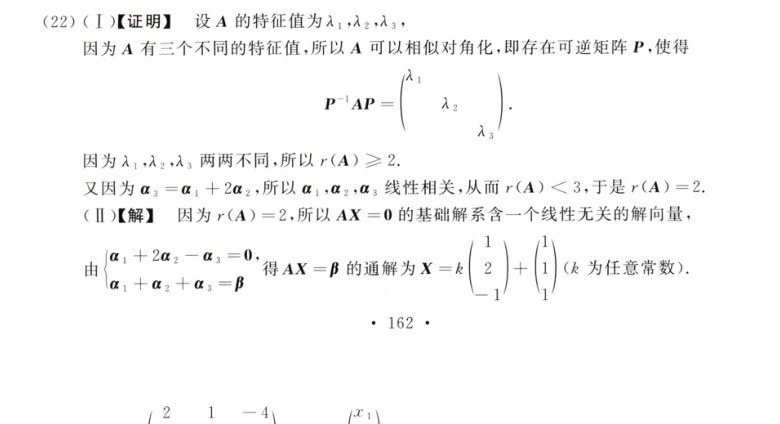 (22)(Ⅰ)【证明】 设 A 的特征值为λ₁,λ₂,λ₃,
因为 A 有三个不同的特征值,所以 A 可以相似对角化,即存在可逆矩阵 P,使得
P⁻¹AP=(λ₁ λ₂ λ₃).
因为 λ₁,λ₂,λ₃ 两两不同,所以 r(A)⩾2.
又因为 α₃=α₁+2α₂,所以 α₁,α₂,α₃ 线性相关,从而 r(A)<3,于是 r(A)=2.
(Ⅱ)【解】 因为 r(A)=2,所以 AX=0 的基础解系含一个线性无关的解向量,
由{α₁+2α₂-α₃=0, α₁+α₂+α₃=β 得 AX=β 的通解为 X=k(1 2 -1)+(1 1 1)(k 为任意常数).
· 162 ·
2 1 -4 x₁